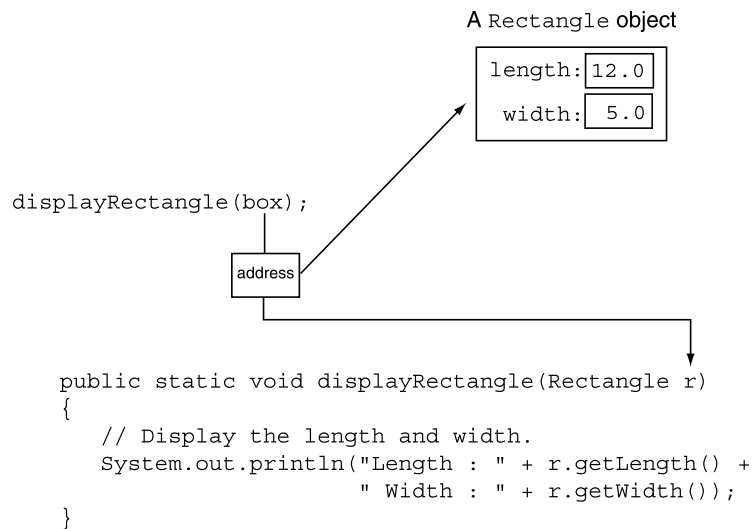 A Rectangle object
length: 12.0
width: 5.0
displayRectangle(box);
address
public static void displayRectangle(Rectangle r)
{
// Display the length and width.
System.out.println("Length : " + r.getLength() +
" Width : " + r.getWidth());
}